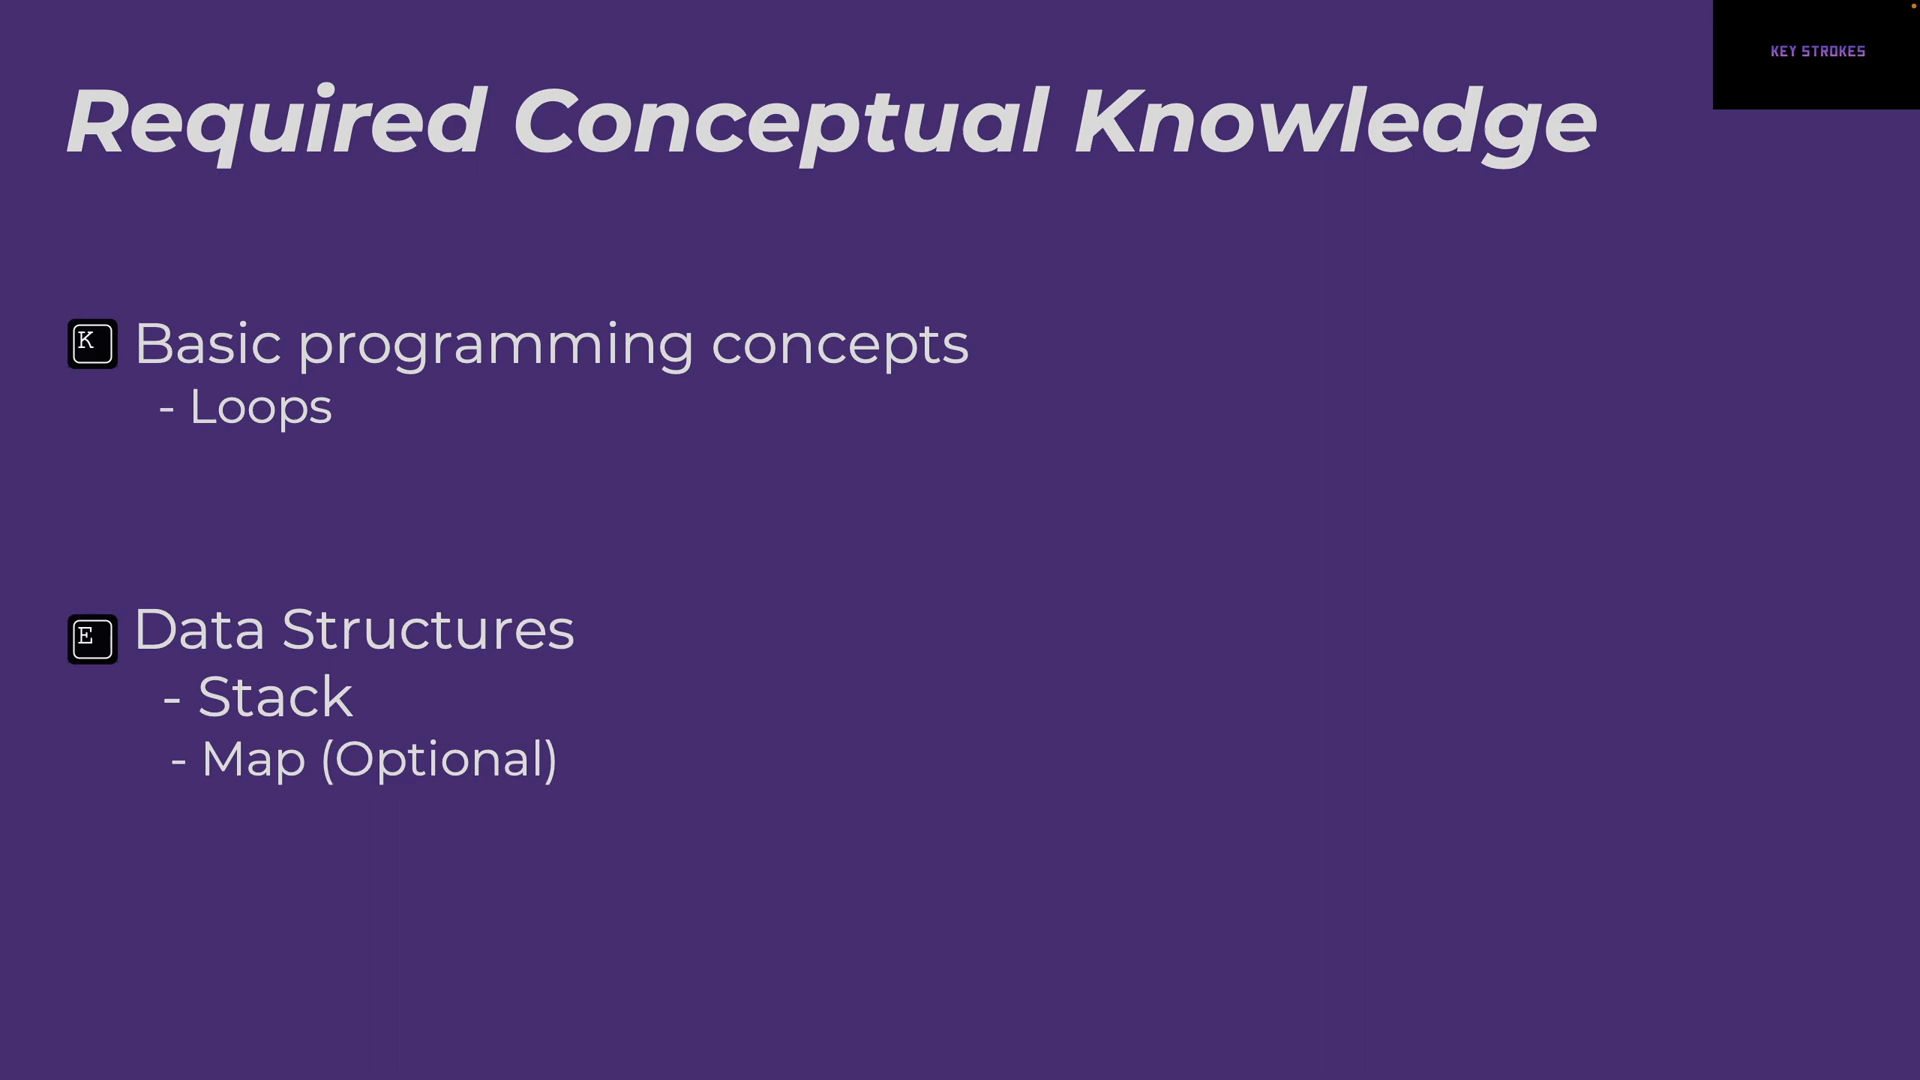 KEY STROKES
Required Conceptual Knowledge
K Basic programming concepts
- Loops
E Data Structures
- Stack
- Map (Optional)